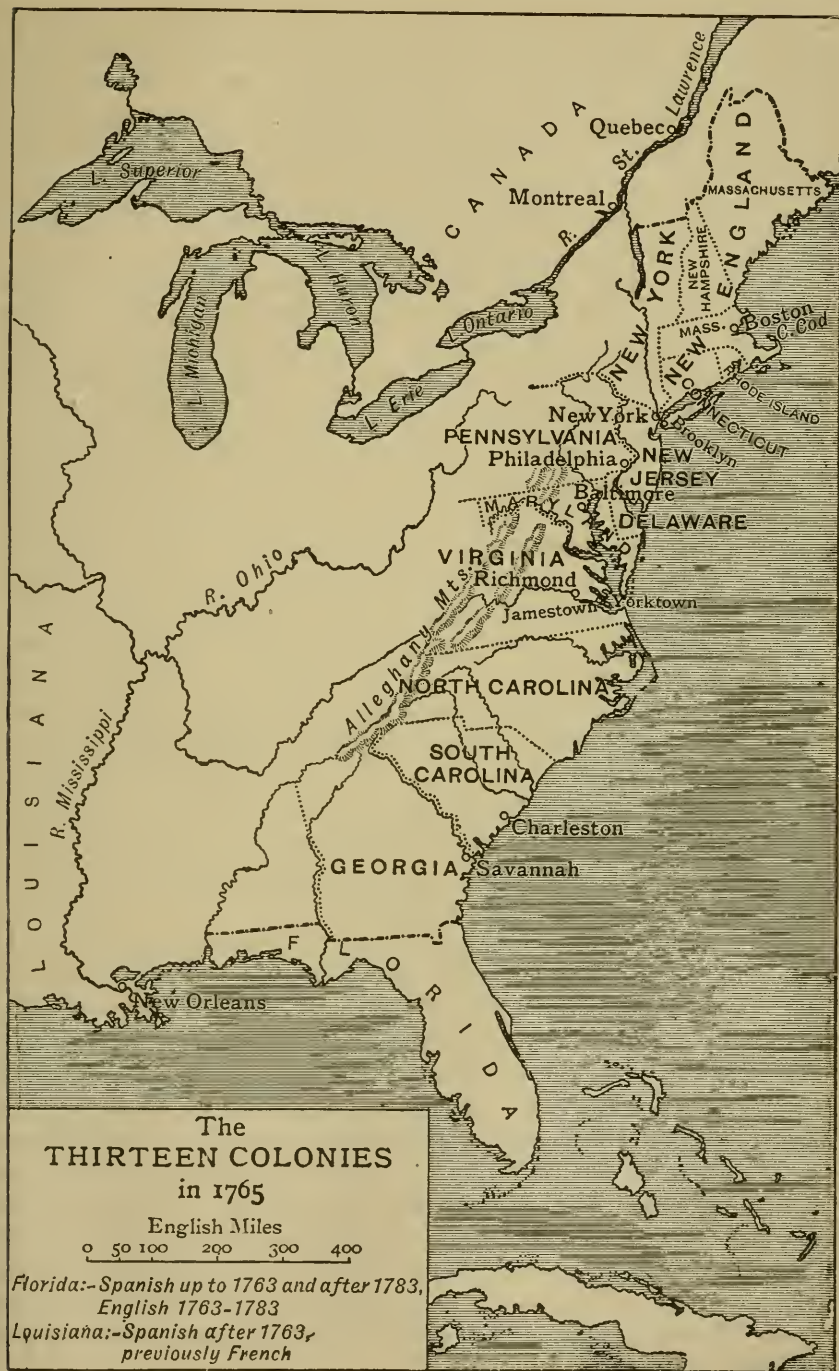 Lawrence
Quebec
St.
CANADA
L. Superior
MASSACHUSETTS
Montreal
R.
NEW ENGLAND
NEW YORK
NEW HAMPSHIRE
L. Huron
L. Michigan
L. Ontario
MASS.
Boston
C. Cod
L. Erie
RHODE ISLAND
CONNECTICUT
New York
Brooklyn
PENNSYLVANIA
Philadelphia
NEW
JERSEY
Baltimore
MARYLAND
DELAWARE
VIRGINIA
Richmond
R. Ohio
Jamestown
Yorktown
Alleghany Mts.
NORTH CAROLINA
LOUISIANA
R. Mississippi
SOUTH
CAROLINA
Charleston
GEORGIA
Savannah
FLORIDA
New Orleans
The
THIRTEEN COLONIES
in 1765
English Miles
0 50 100 200 300 400
Florida:-Spanish up to 1763 and after 1783,
English 1763-1783
Louisiana:-Spanish after 1763,
previously French